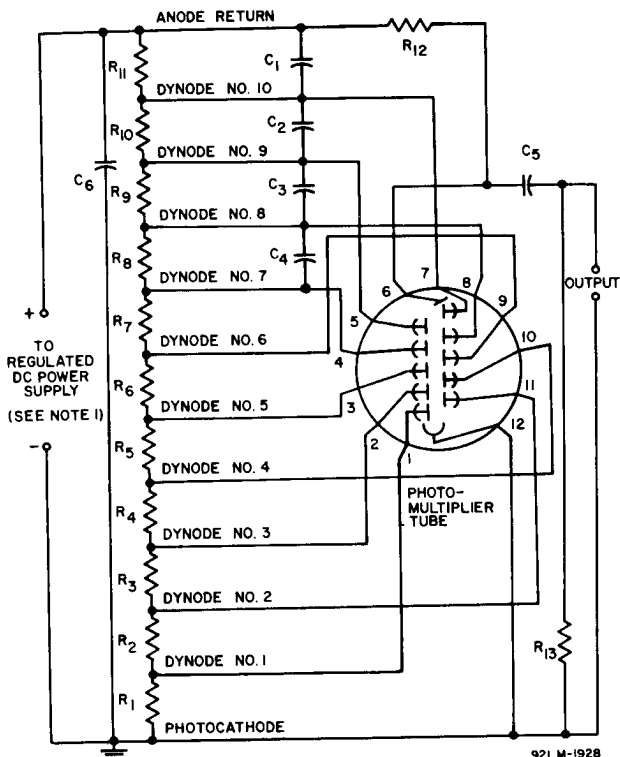 ANODE RETURN
R12
R11
C1
DYNODE NO. 10
R10
C2
DYNODE NO. 9
C5
C6
R9
C3
DYNODE NO. 8
R8
C4
DYNODE NO. 7
OUTPUT
R7
DYNODE NO. 6
+
TO
REGULATED
DC POWER
SUPPLY
(SEE NOTE 1)
-
R6
DYNODE NO. 5
R5
DYNODE NO. 4
R4
DYNODE NO. 3
R3
DYNODE NO. 2
R2
DYNODE NO. 1
R1
PHOTOCATHODE
1
2
3
4
5
6
7
8
9
10
11
12
PHOTO-
MULTIPLIER
TUBE
R13
92LM-1928